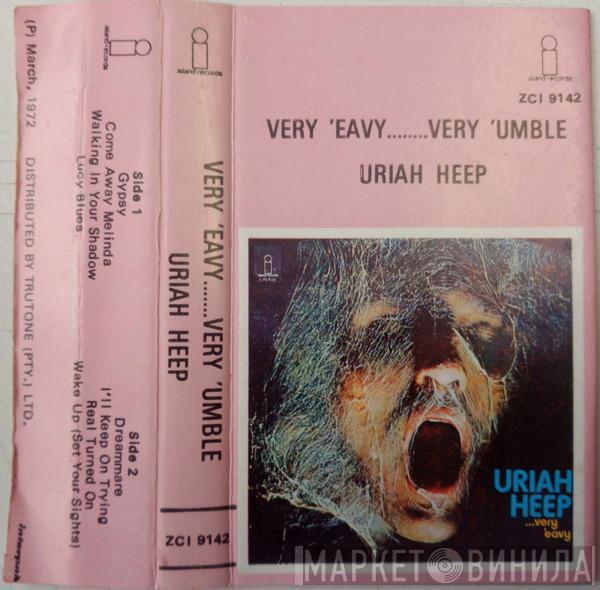 (P) March, 1972 DISTRIBUTED BY TRUTONE (PTY.) LTD.
interpak
island records
Side 1
Gypsy
Come Away Melinda
Walking In Your Shadow
Lucy Blues
Side 2
Dreammare
I'll Keep On Trying
Real Turned On
Wake Up (Set Your Sights)
island records
VERY 'EAVY.......VERY 'UMBLE
URIAH HEEP
ZCI 9142
island records
ZCI 9142
VERY 'EAVY........VERY 'UMBLE
URIAH HEEP
URIAH
HEEP
...very
'eavy
МАРКЕТ ВИНИЛА